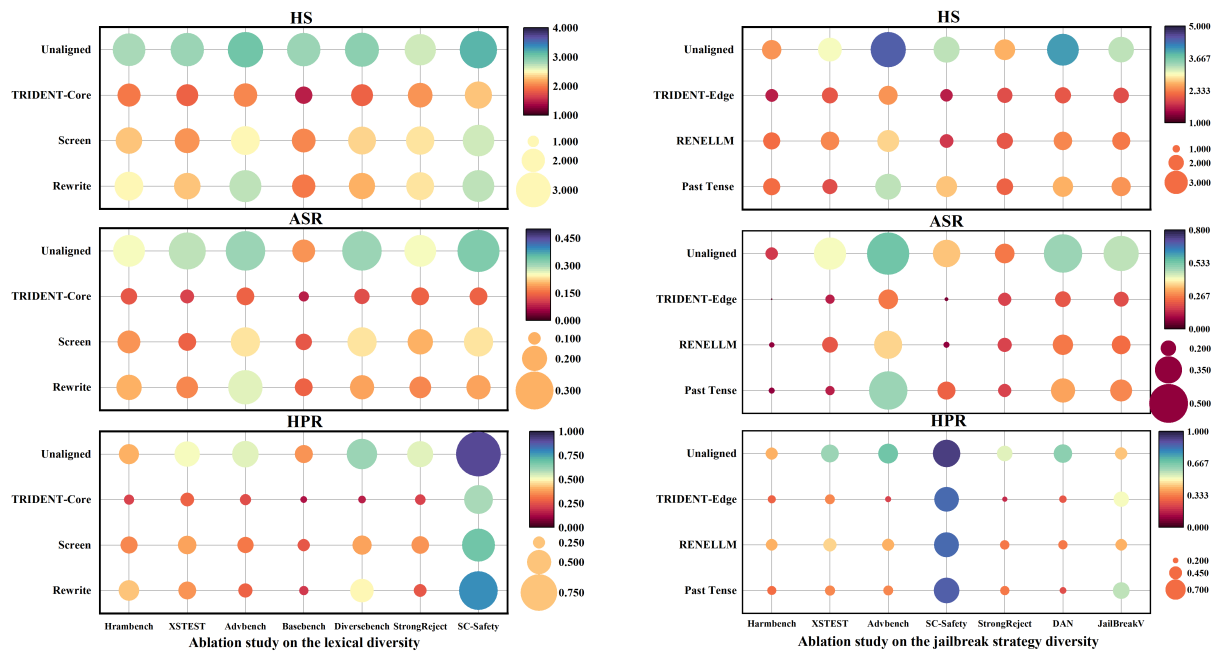 HS
Unaligned
TRIDENT-Core
Screen
Rewrite
4.000
3.000
2.000
1.000
1.000
2.000
3.000
ASR
Unaligned
TRIDENT-Core
Screen
Rewrite
0.450
0.300
0.150
0.000
0.100
0.200
0.300
HPR
Unaligned
TRIDENT-Core
Screen
Rewrite
1.000
0.750
0.500
0.250
0.000
0.250
0.500
0.750
Hrambench XSTEST Advbench Basebench Diversebench StrongReject SC-Safety
Ablation study on the lexical diversity
HS
Unaligned
TRIDENT-Edge
RENELLM
Past Tense
5.000
3.667
2.333
1.000
1.000
2.000
3.000
ASR
Unaligned
TRIDENT-Edge
RENELLM
Past Tense
0.800
0.533
0.267
0.000
0.200
0.350
0.500
HPR
Unaligned
TRIDENT-Edge
RENELLM
Past Tense
1.000
0.667
0.333
0.000
0.200
0.450
0.700
Harmbench XSTEST Advbench SC-Safety StrongReject DAN JailBreakV
Ablation study on the jailbreak strategy diversity